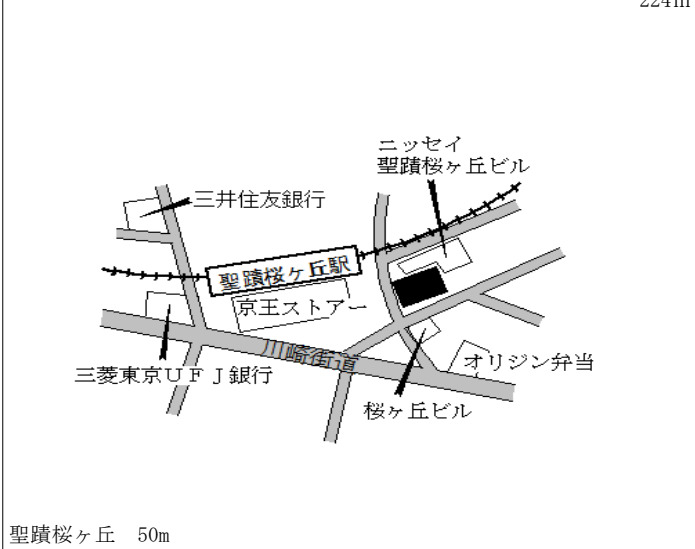 224m
ニッセイ
聖蹟桜ヶ丘ビル
三井住友銀行
聖蹟桜ヶ丘駅
京王ストアー
川崎街道
三菱東京ＵＦＪ銀行
オリジン弁当
桜ヶ丘ビル
聖蹟桜ヶ丘　50m